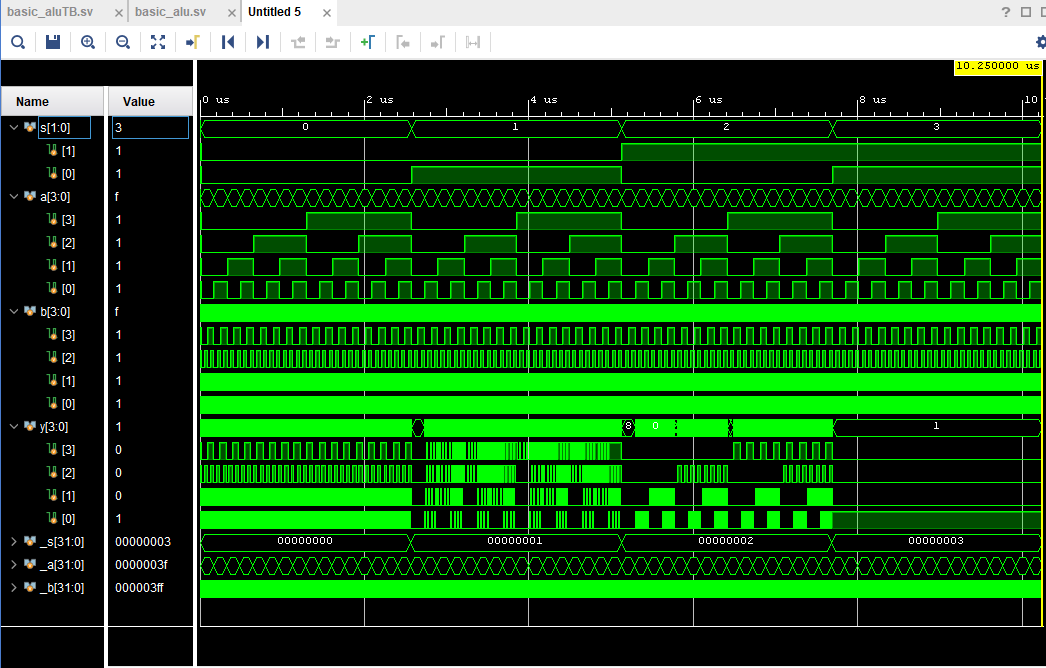 basic_aluTB.sv × basic_alu.sv × Untitled 5 ×
?
10.250000 us
Name Value
0 us 2 us 4 us 6 us 8 us 10
s[1:0] 3 0 1 2 3
[1] 1
[0] 1
a[3:0] f
[3] 1
[2] 1
[1] 1
[0] 1
b[3:0] f
[3] 1
[2] 1
[1] 1
[0] 1
y[3:0] 1 8 0 1
[3] 0
[2] 0
[1] 0
[0] 1
_s[31:0] 00000003 00000000 00000001 00000002 00000003
_a[31:0] 0000003f
_b[31:0] 000003ff